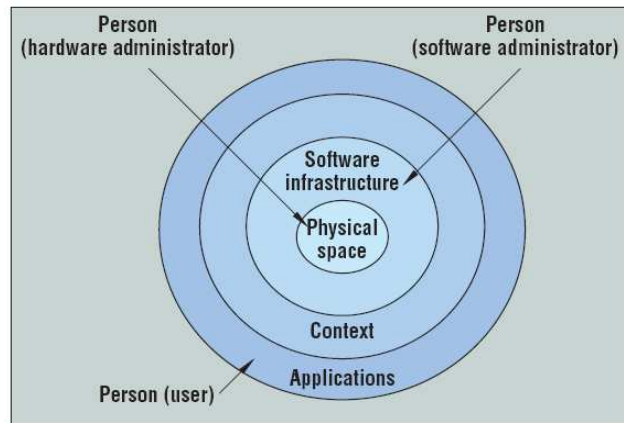 Person
(hardware administrator)
Person
(software administrator)
Software
infrastructure
Physical
space
Context
Applications
Person (user)